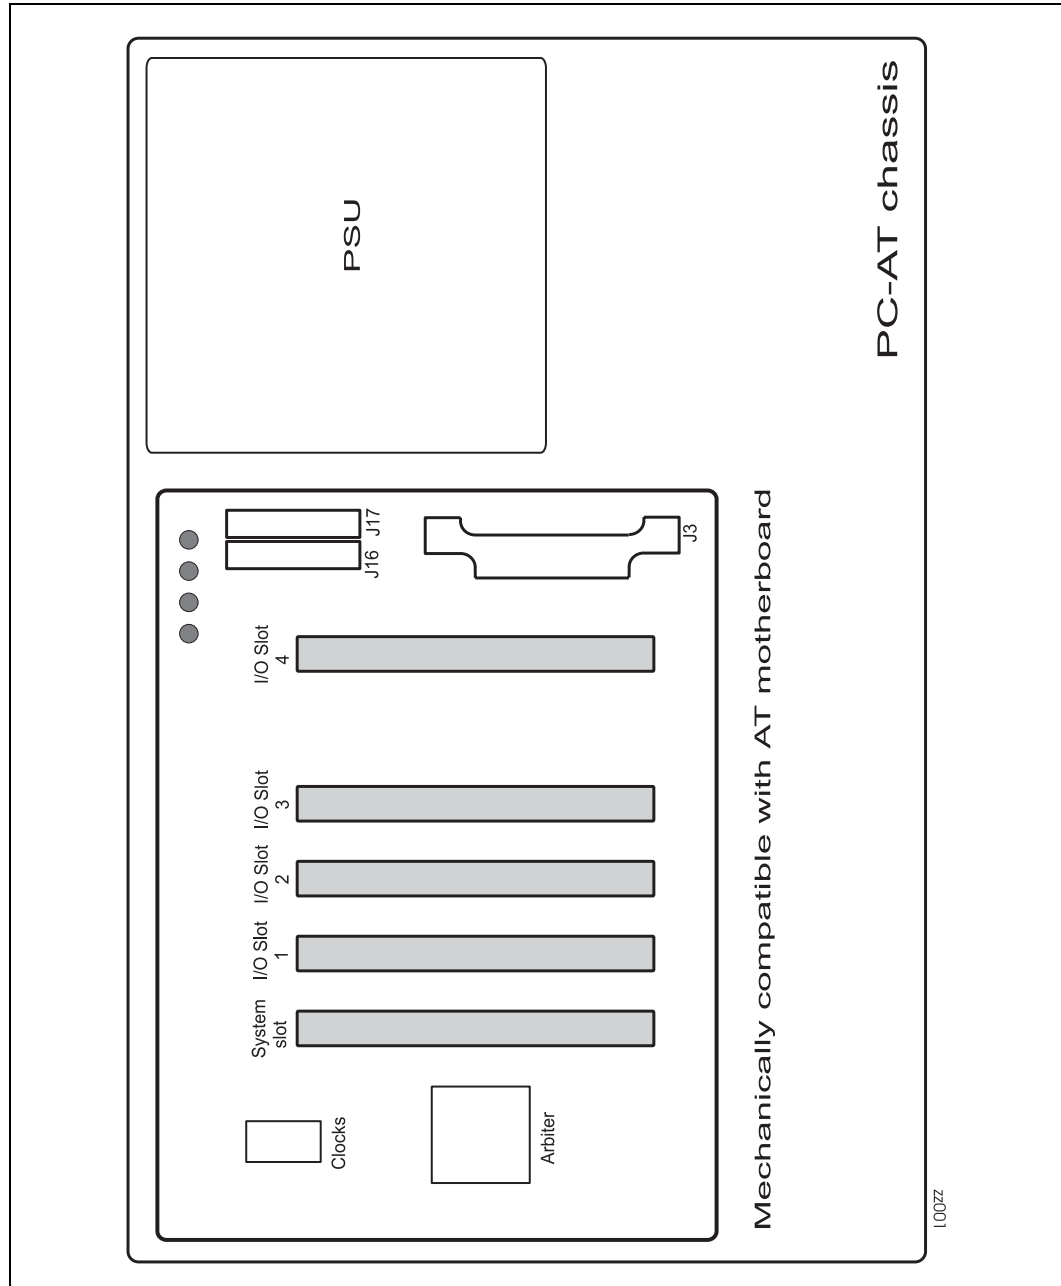 PSU
PC-AT chassis
J17
J16
J3
I/O Slot
4
I/O Slot
3
I/O Slot
2
I/O Slot
1
System
slot
Clocks
Arbiter
Mechanically compatible with AT motherboard
zz001